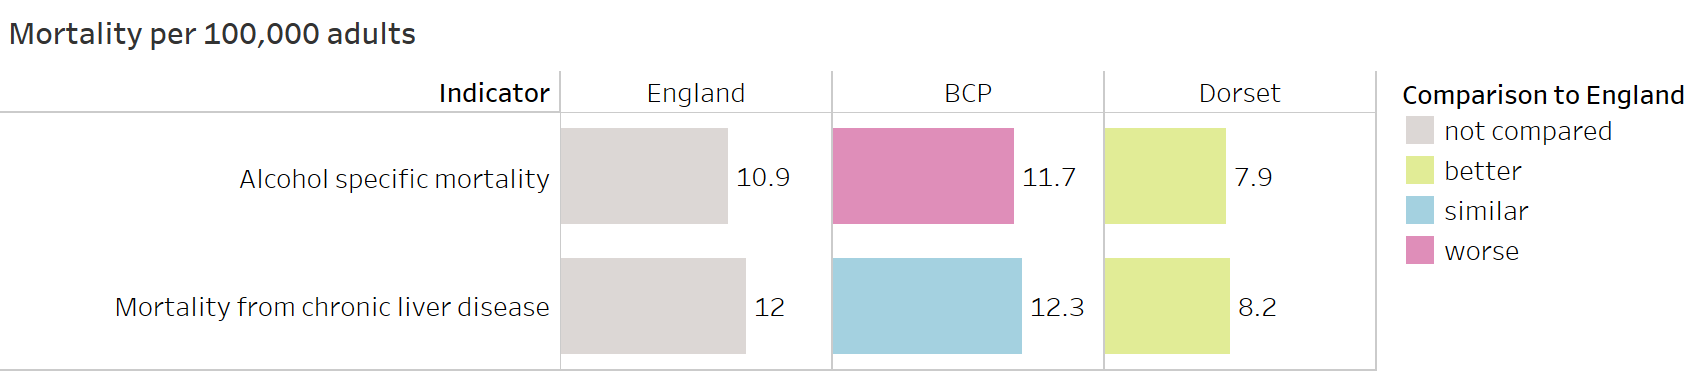 Mortality per 100,000 adults
Indicator England BCP Dorset
Comparison to England
not compared
better
similar
worse
Alcohol specific mortality 10.9 11.7 7.9
Mortality from chronic liver disease 12 12.3 8.2